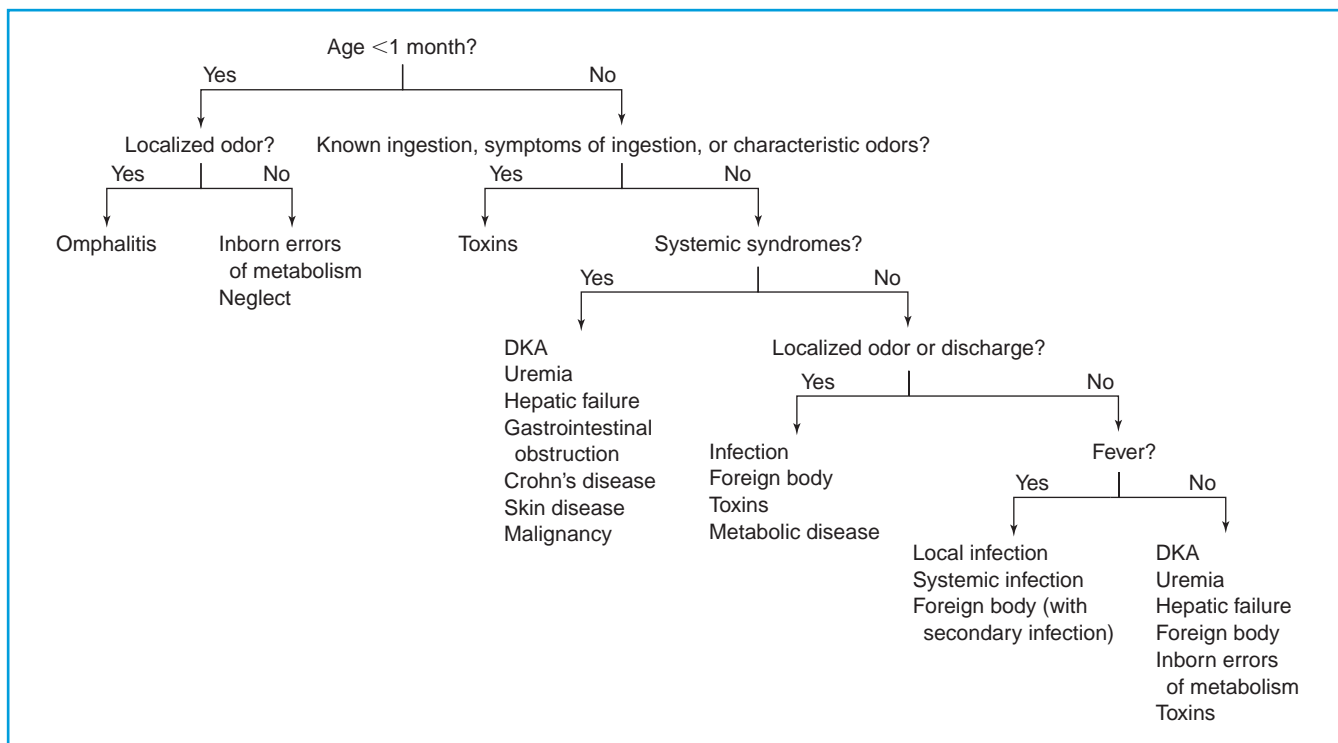 Age <1 month?
Yes No
Localized odor? Known ingestion, symptoms of ingestion, or characteristic odors?
Yes No Yes No
Omphalitis
Inborn errors
of metabolism
Neglect
Toxins
Systemic syndromes?
Yes No
DKA
Uremia
Hepatic failure
Gastrointestinal
obstruction
Crohn's disease
Skin disease
Malignancy
Localized odor or discharge?
Yes No
Infection
Foreign body
Toxins
Metabolic disease
Fever?
Yes No
Local infection
Systemic infection
Foreign body (with
secondary infection)
DKA
Uremia
Hepatic failure
Foreign body
Inborn errors
of metabolism
Toxins